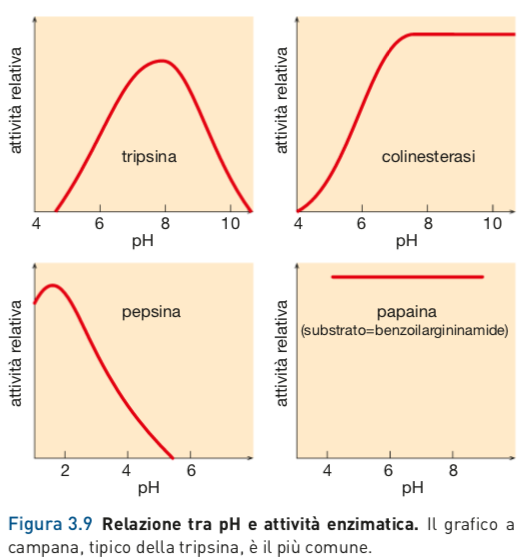 attività relativa
tripsina
4 6 8 10
pH
attività relativa
colinesterasi
4 6 8 10
pH
attività relativa
pepsina
2 4 6
pH
attività relativa
papaina
(substrato=benzoilargininamide)
4 6 8
pH
Figura 3.9 Relazione tra pH e attività enzimatica. Il grafico a
campana, tipico della tripsina, è il più comune.